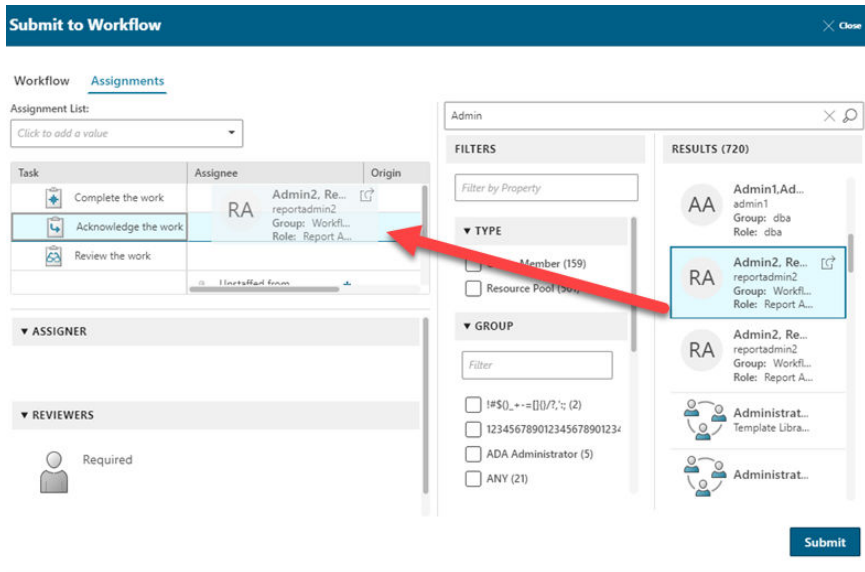 Submit to Workflow
Close
Workflow Assignments
Assignment List:
Click to add a value
Task Assignee Origin
Complete the work
Acknowledge the work
Review the work
RA
Admin2, Re...
reportadmin2
Group: Workfl...
Role: Report A...
Unstaffed from
▼ ASSIGNER
▼ REVIEWERS
Required
Admin
FILTERS
Filter by Property
▼ TYPE
Member (159)
Resource Pool
▼ GROUP
Filter
!#$()_+-=[]{}/?,':; (2)
123456789012345678901234
ADA Administrator (5)
ANY (21)
RESULTS (720)
AA
Admin1,Ad...
admin1
Group: dba
Role: dba
RA
Admin2, Re...
reportadmin2
Group: Workfl...
Role: Report A...
RA
Admin2, Re...
reportadmin2
Group: Workfl...
Role: Report A...
Administrat...
Template Libra...
Administrat...
Submit